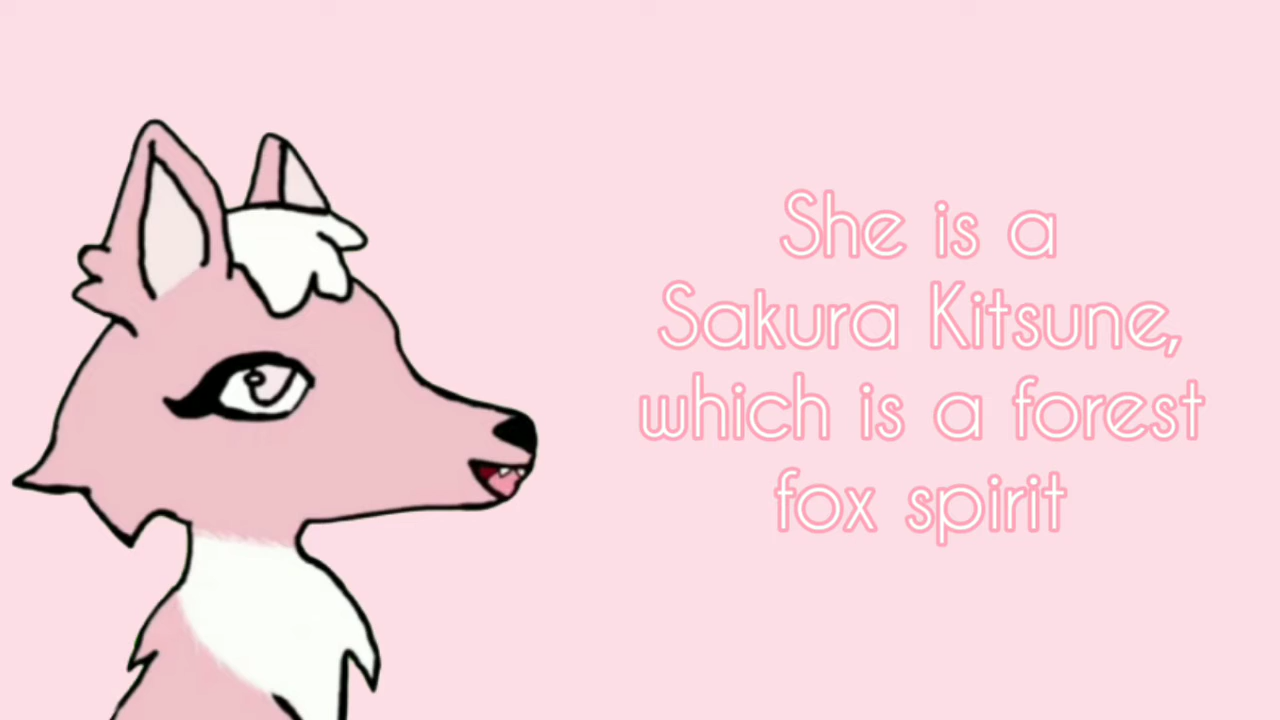 She is a
Sakura Kitsune,
which is a forest
fox spirit